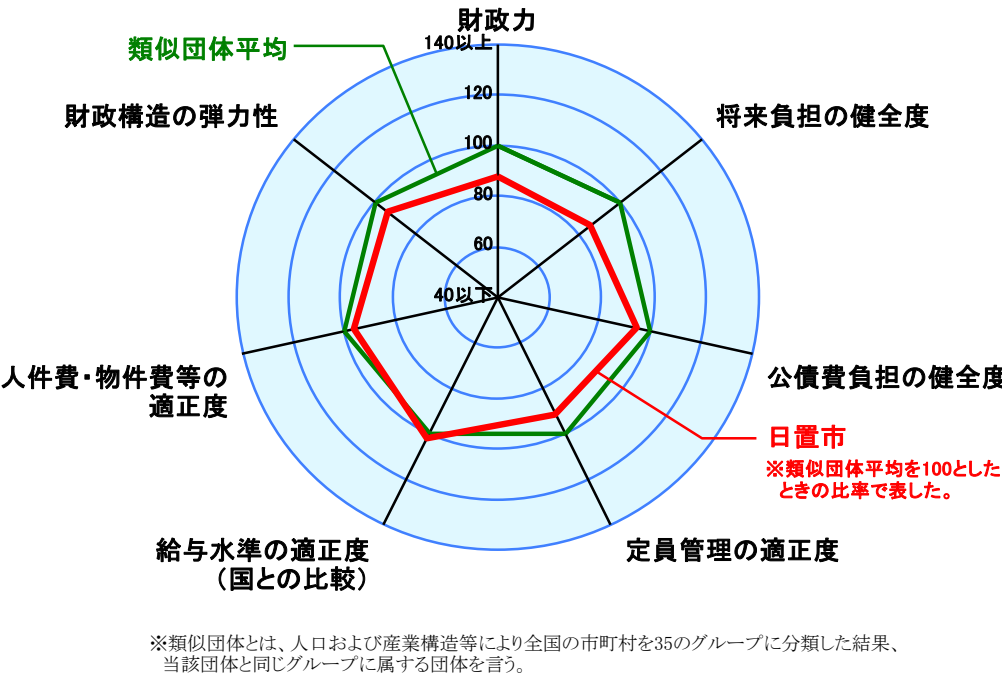 財政力
140以上
類似団体平均
120
財政構造の弾力性
将来負担の健全度
100
80
60
40以下
人件費・物件費等の
適正度
公債費負担の健全度
日置市
※類似団体平均を100とした
ときの比率で表した。
給与水準の適正度
（国との比較）
定員管理の適正度
※類似団体とは、人口および産業構造等により全国の市町村を35のグループに分類した結果、
当該団体と同じグループに属する団体を言う。